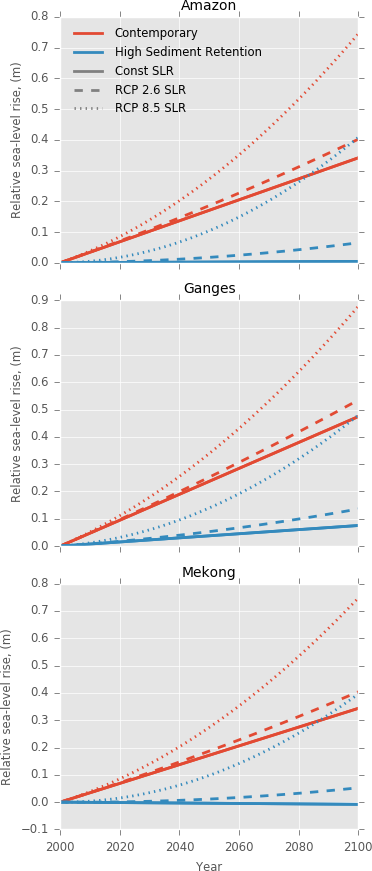 Amazon
Relative sea-level rise, (m)
0.8
0.7
0.6
0.5
0.4
0.3
0.2
0.1
0.0
Contemporary
High Sediment Retention
Const SLR
RCP 2.6 SLR
RCP 8.5 SLR
Ganges
Relative sea-level rise, (m)
0.9
0.8
0.7
0.6
0.5
0.4
0.3
0.2
0.1
0.0
Mekong
Relative sea-level rise, (m)
0.8
0.7
0.6
0.5
0.4
0.3
0.2
0.1
0.0
−0.1
2000 2020 2040 2060 2080 2100
Year